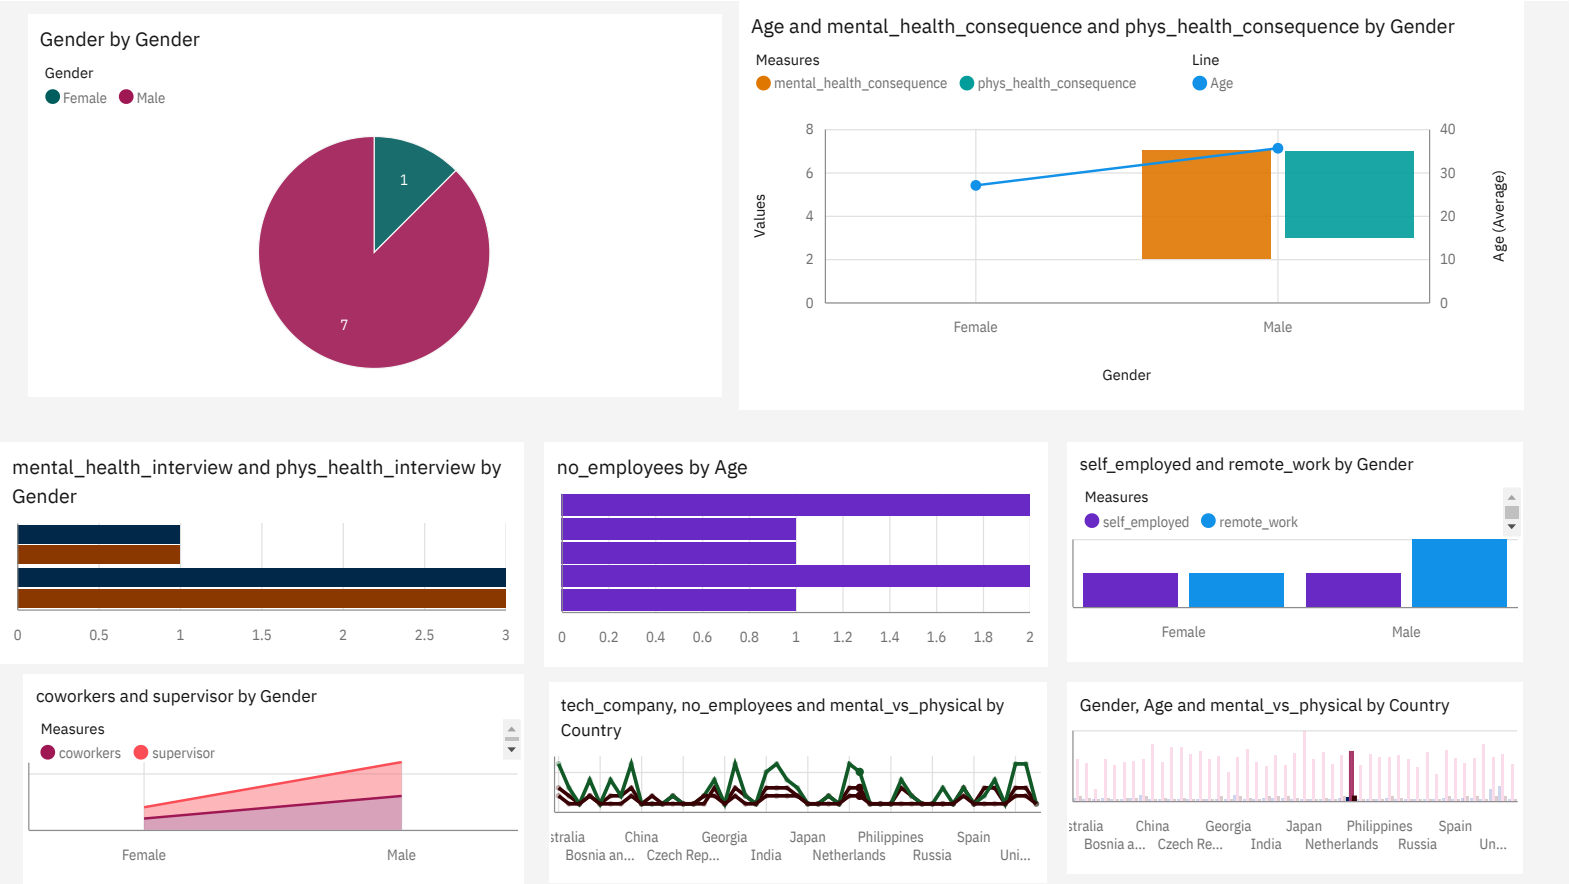 Gender by Gender
Gender
Female Male
1
7
Age and mental_health_consequence and phys_health_consequence by Gender
Measures Line
mental_health_consequence phys_health_consequence Age
8 40
6 30
4 20
2 10
0 0
Values
Age (Average)
Female Male
Gender
mental_health_interview and phys_health_interview by
Gender
0 0.5 1 1.5 2 2.5 3
no_employees by Age
0 0.2 0.4 0.6 0.8 1 1.2 1.4 1.6 1.8 2
self_employed and remote_work by Gender
Measures
self_employed remote_work
Female Male
coworkers and supervisor by Gender
Measures
coworkers supervisor
Female Male
tech_company, no_employees and mental_vs_physical by
Country
stralia China Georgia Japan Philippines Spain
Bosnia an... Czech Rep... India Netherlands Russia Uni...
Gender, Age and mental_vs_physical by Country
stralia China Georgia Japan Philippines Spain
Bosnia a... Czech Re... India Netherlands Russia Un...